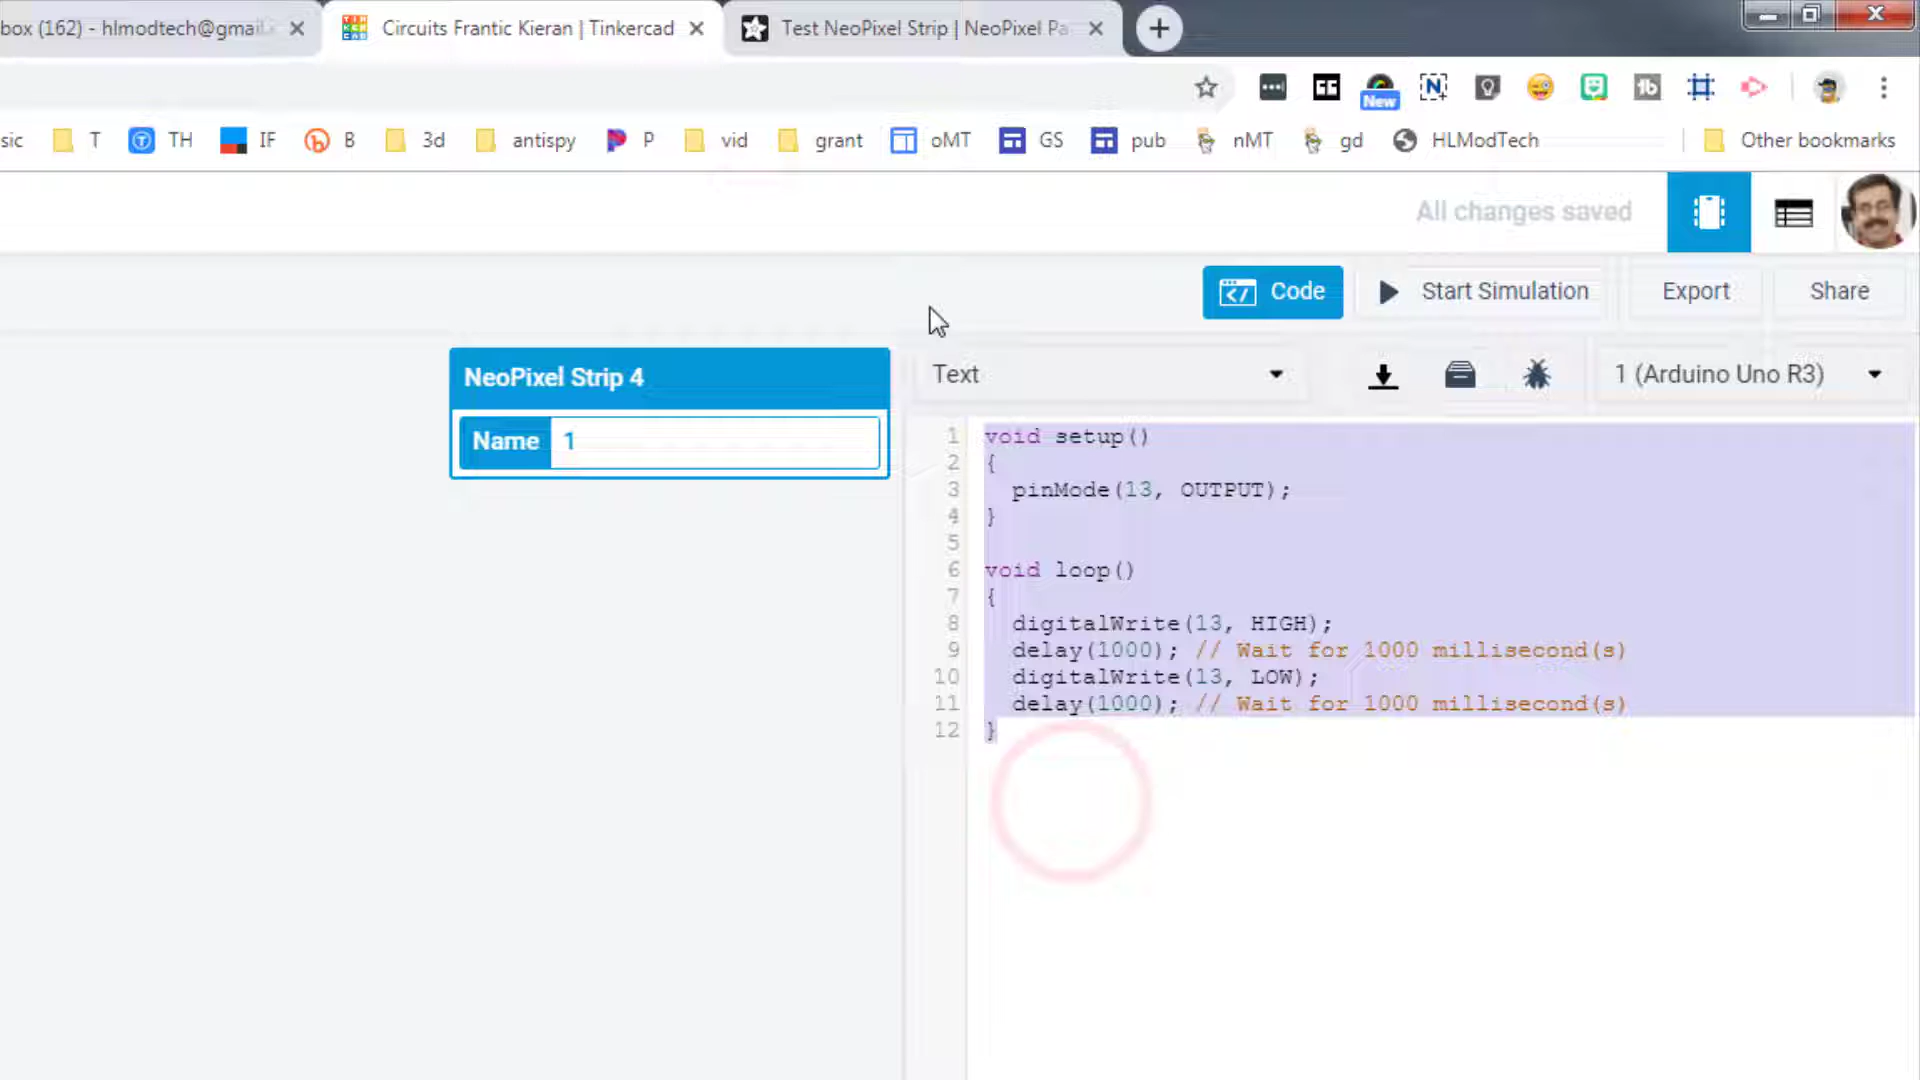 box (162) - hlmodtech@gmail.
Circuits Frantic Kieran | Tinkercad
Test NeoPixel Strip | NeoPixel Pa
New
sic T TH IF B 3d antispy P vid grant oMT GS pub nMT gd HLModTech Other bookmarks
All changes saved
Code Start Simulation Export Share
NeoPixel Strip 4
Name 1
Text 1 (Arduino Uno R3)
1 void setup()
2 {
3 pinMode(13, OUTPUT);
4 }
5
6 void loop()
7 {
8 digitalWrite(13, HIGH);
9 delay(1000); // Wait for 1000 millisecond(s)
10 digitalWrite(13, LOW);
11 delay(1000); // Wait for 1000 millisecond(s)
12 }